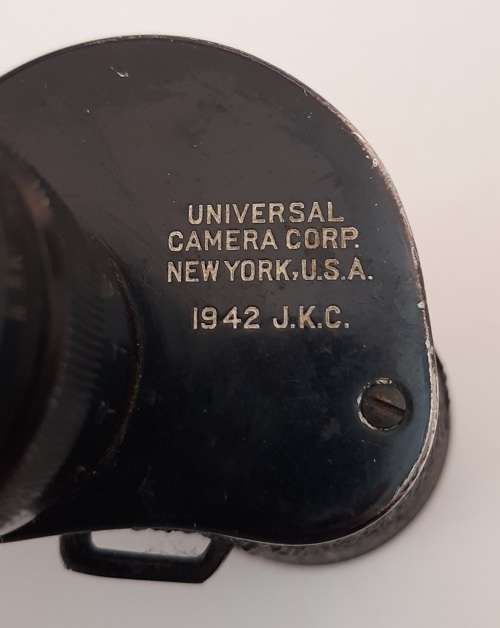 UNIVERSAL
CAMERA CORP.
NEW YORK, U.S.A.
1942 J.K.C.